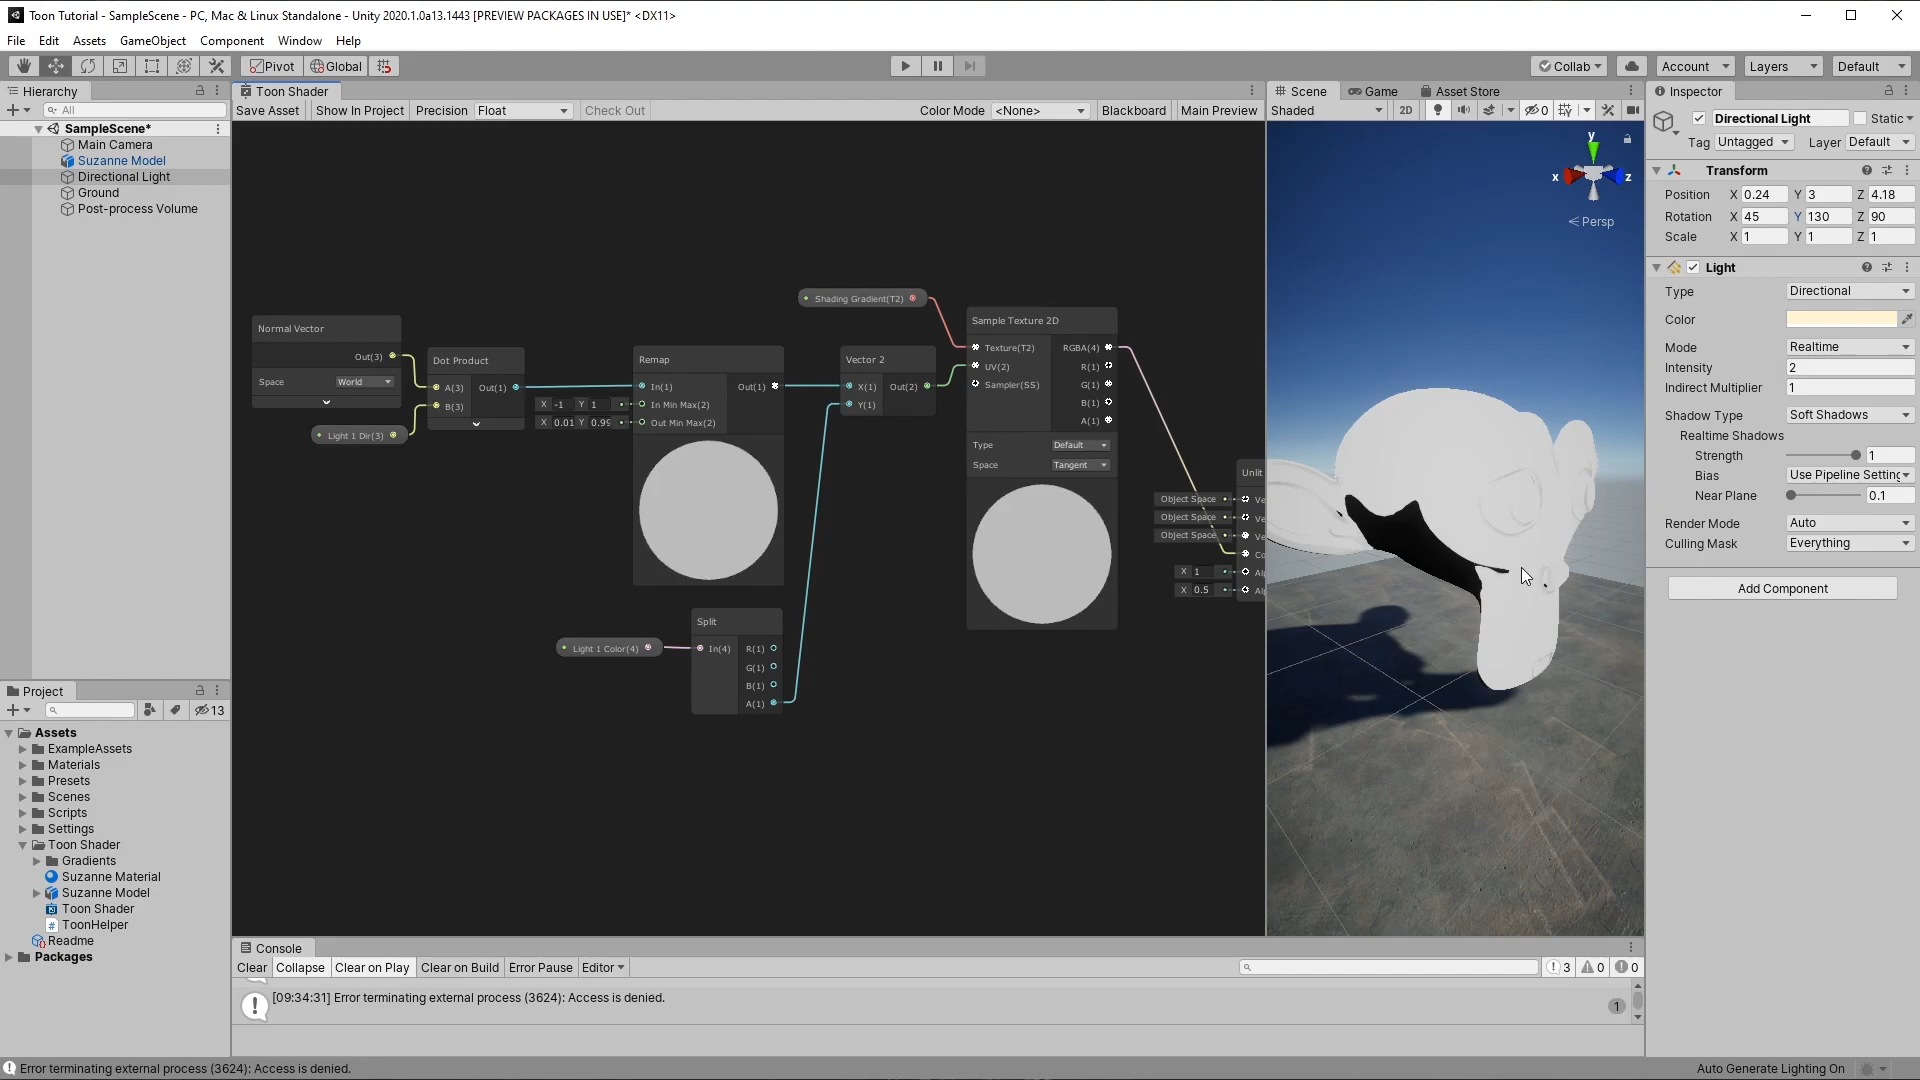 Toon Tutorial - SampleScene - PC, Mac & Linux Standalone - Unity 2020.1.0a13.1443 [PREVIEW PACKAGES IN USE]* <DX11>
File Edit Assets GameObject Component Window Help
Pivot Global Collab Account Layers Default
Hierarchy
All
SampleScene*
Main Camera
Suzanne Model
Directional Light
Ground
Post-process Volume
Toon Shader
Save Asset Show In Project Precision Float Check Out Color Mode <None> Blackboard Main Preview
Normal Vector
Out(3)
Space World
Light 1 Dir(3)
Dot Product
A(3) Out(1)
B(3)
Remap
In(1) Out(1)
X -1 Y 1 In Min Max(2)
X 0.01 Y 0.99 Out Min Max(2)
Shading Gradient(T2)
Vector 2
X(1) Out(2)
Y(1)
Sample Texture 2D
Texture(T2) RGBA(4)
UV(2) R(1)
Sampler(SS) G(1)
B(1)
A(1)
Type Default
Space Tangent
Light 1 Color(4)
Split
In(4) R(1)
G(1)
B(1)
A(1)
Unlit
Object Space Ve
Object Space Ve
Object Space Ve
Co
X 1 Alp
X 0.5 Alp
Scene Game Asset Store
Shaded 2D 0
y
x z
Persp
Inspector
Directional Light Static
Tag Untagged Layer Default
Transform
Position X 0.24 Y 3 Z 4.18
Rotation X 45 Y 130 Z 90
Scale X 1 Y 1 Z 1
Light
Type Directional
Color
Mode Realtime
Intensity 2
Indirect Multiplier 1
Shadow Type Soft Shadows
Realtime Shadows
Strength 1
Bias Use Pipeline Setting
Near Plane 0.1
Render Mode Auto
Culling Mask Everything
Add Component
Project
13
Assets
ExampleAssets
Materials
Presets
Scenes
Scripts
Settings
Toon Shader
Gradients
Suzanne Material
Suzanne Model
Toon Shader
ToonHelper
Readme
Packages
Console
Clear Collapse Clear on Play Clear on Build Error Pause Editor 3 0 0
[09:34:31] Error terminating external process (3624): Access is denied.
1
Error terminating external process (3624): Access is denied.
Auto Generate Lighting On